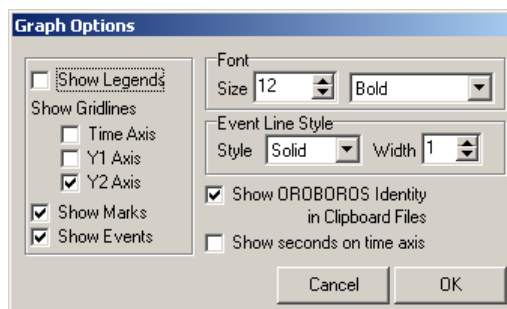 Graph Options
Show Legends
Show Gridlines
Time Axis
Y1 Axis
Y2 Axis
Show Marks
Show Events
Font
Size 12 Bold
Event Line Style
Style Solid Width 1
Show OROBOROS Identity
in Clipboard Files
Show seconds on time axis
Cancel OK